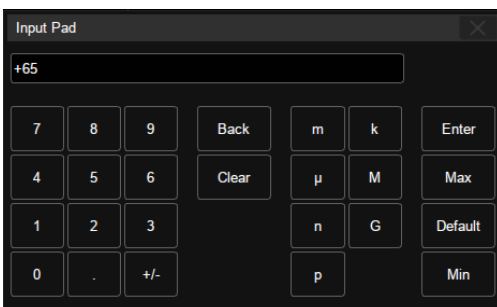 Input Pad
+65
7 8 9 Back m k Enter
4 5 6 Clear µ M Max
1 2 3 n G Default
0 . +/- p Min